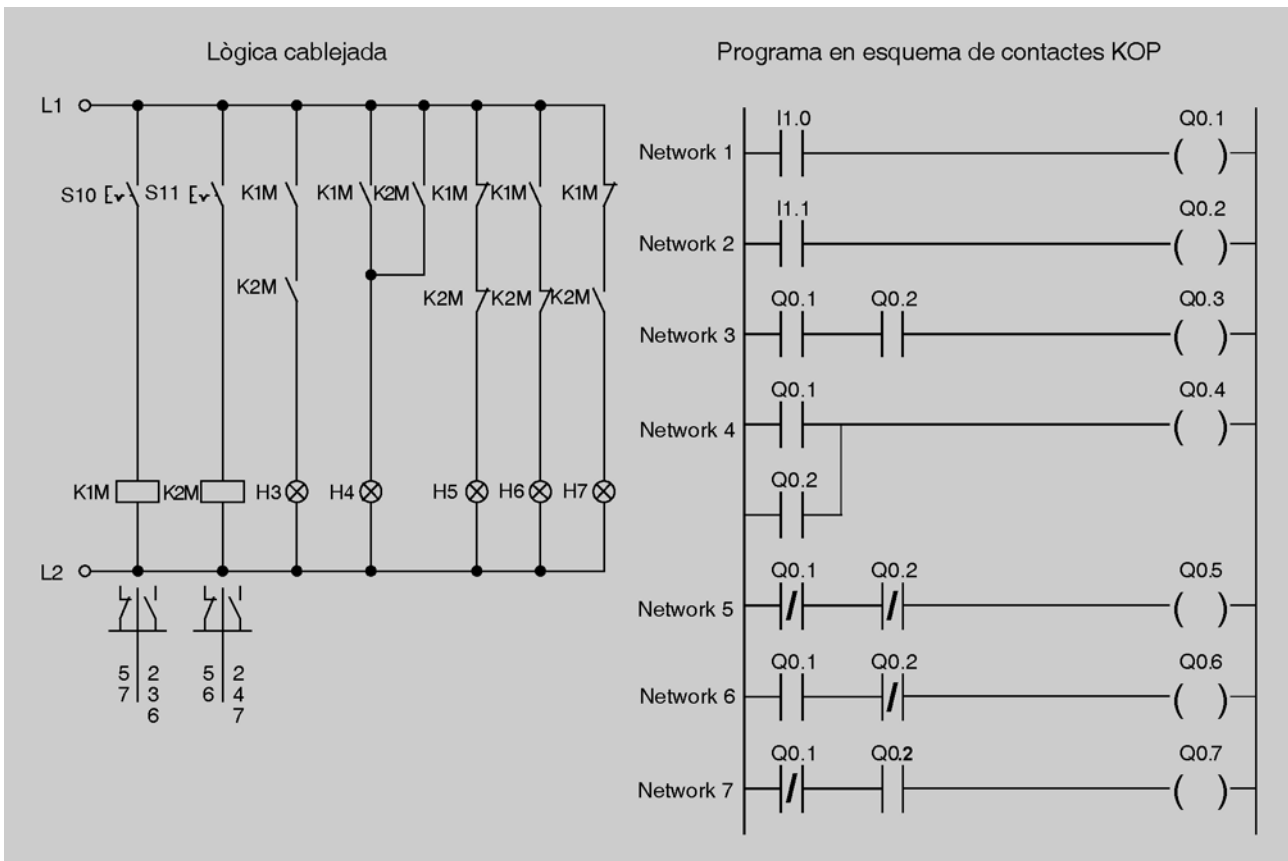 Lògica cablejada
L1
S10 S11 K1M K1M K2M K1M K1M K1M
K2M K2M K2M K2M
K1M K2M H3 H4 H5 H6 H7
L2
5 2 5 2
7 3 6 4
6 7
Programa en esquema de contactes KOP
I1.0 Q0.1
Network 1
I1.1 Q0.2
Network 2
Q0.1 Q0.2 Q0.3
Network 3
Q0.1 Q0.4
Network 4
Q0.2
Q0.1 Q0.2 Q0.5
Network 5
Q0.1 Q0.2 Q0.6
Network 6
Q0.1 Q0.2 Q0.7
Network 7